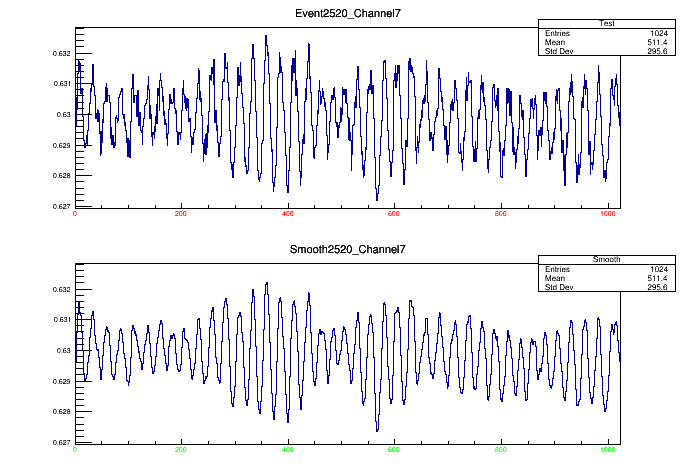 Event2520_Channel7
Test
Entries 1024
Mean 511.4
Std Dev 295.6
0.632
0.631
0.63
0.629
0.628
0.627
0 200 400 600 800 1000
Smooth2520_Channel7
Smooth
Entries 1024
Mean 511.4
Std Dev 295.6
0.632
0.631
0.63
0.629
0.628
0.627
0 200 400 600 800 1000